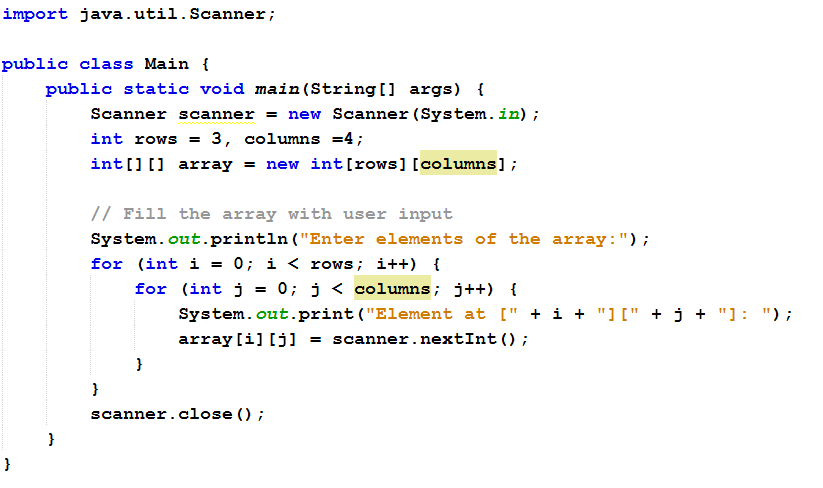 import java.util.Scanner;
public class Main {
public static void main(String[] args) {
Scanner scanner = new Scanner(System.in);
int rows = 3, columns =4;
int[][] array = new int[rows][columns];
// Fill the array with user input
System.out.println("Enter elements of the array:");
for (int i = 0; i < rows; i++) {
for (int j = 0; j < columns; j++) {
System.out.print("Element at [" + i + "][" + j + "]: ");
array[i][j] = scanner.nextInt();
}
}
scanner.close();
}
}